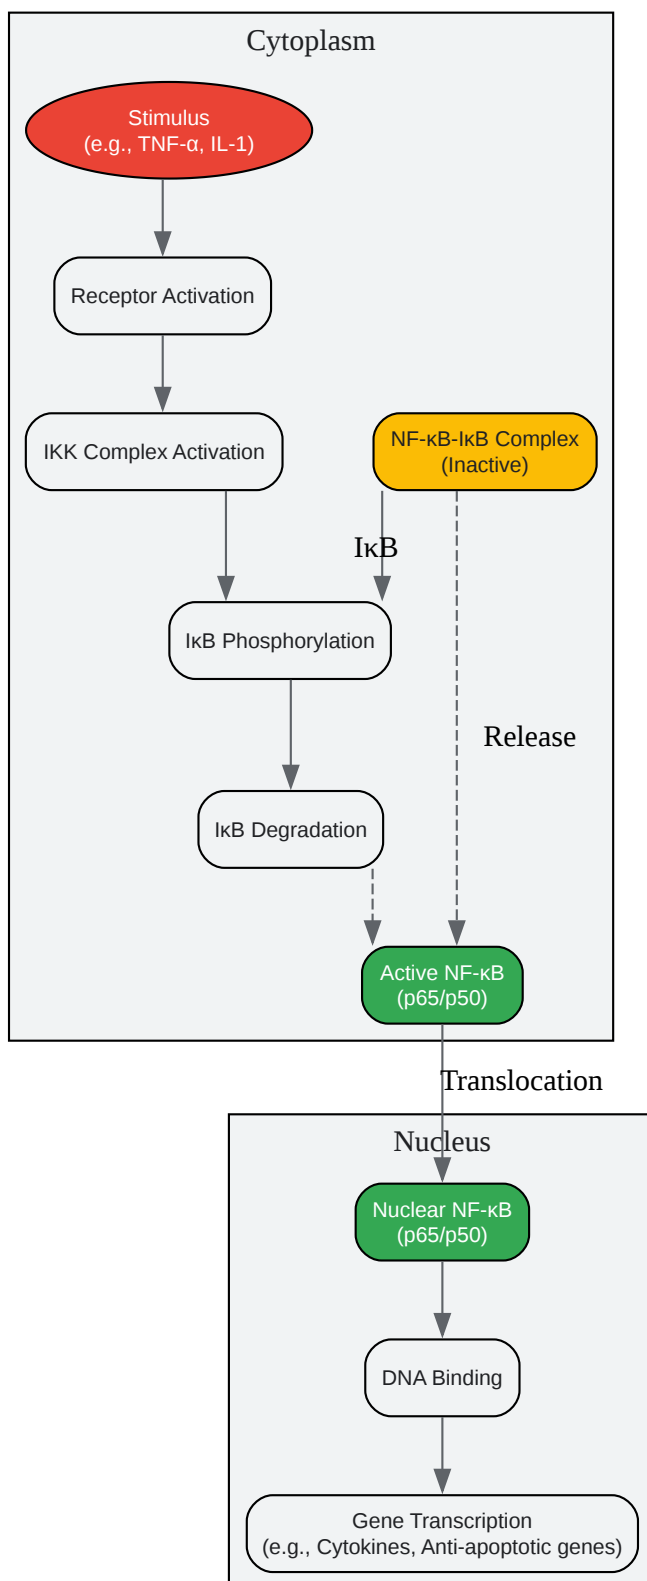 Cytoplasm
Stimulus
(e.g., TNF-α, IL-1)
Receptor Activation
IKK Complex Activation
NF-κB-IκB Complex
(Inactive)
IκB
IκB Phosphorylation
Release
IκB Degradation
Active NF-κB
(p65/p50)
Translocation
Nucleus
Nuclear NF-κB
(p65/p50)
DNA Binding
Gene Transcription
(e.g., Cytokines, Anti-apoptotic genes)